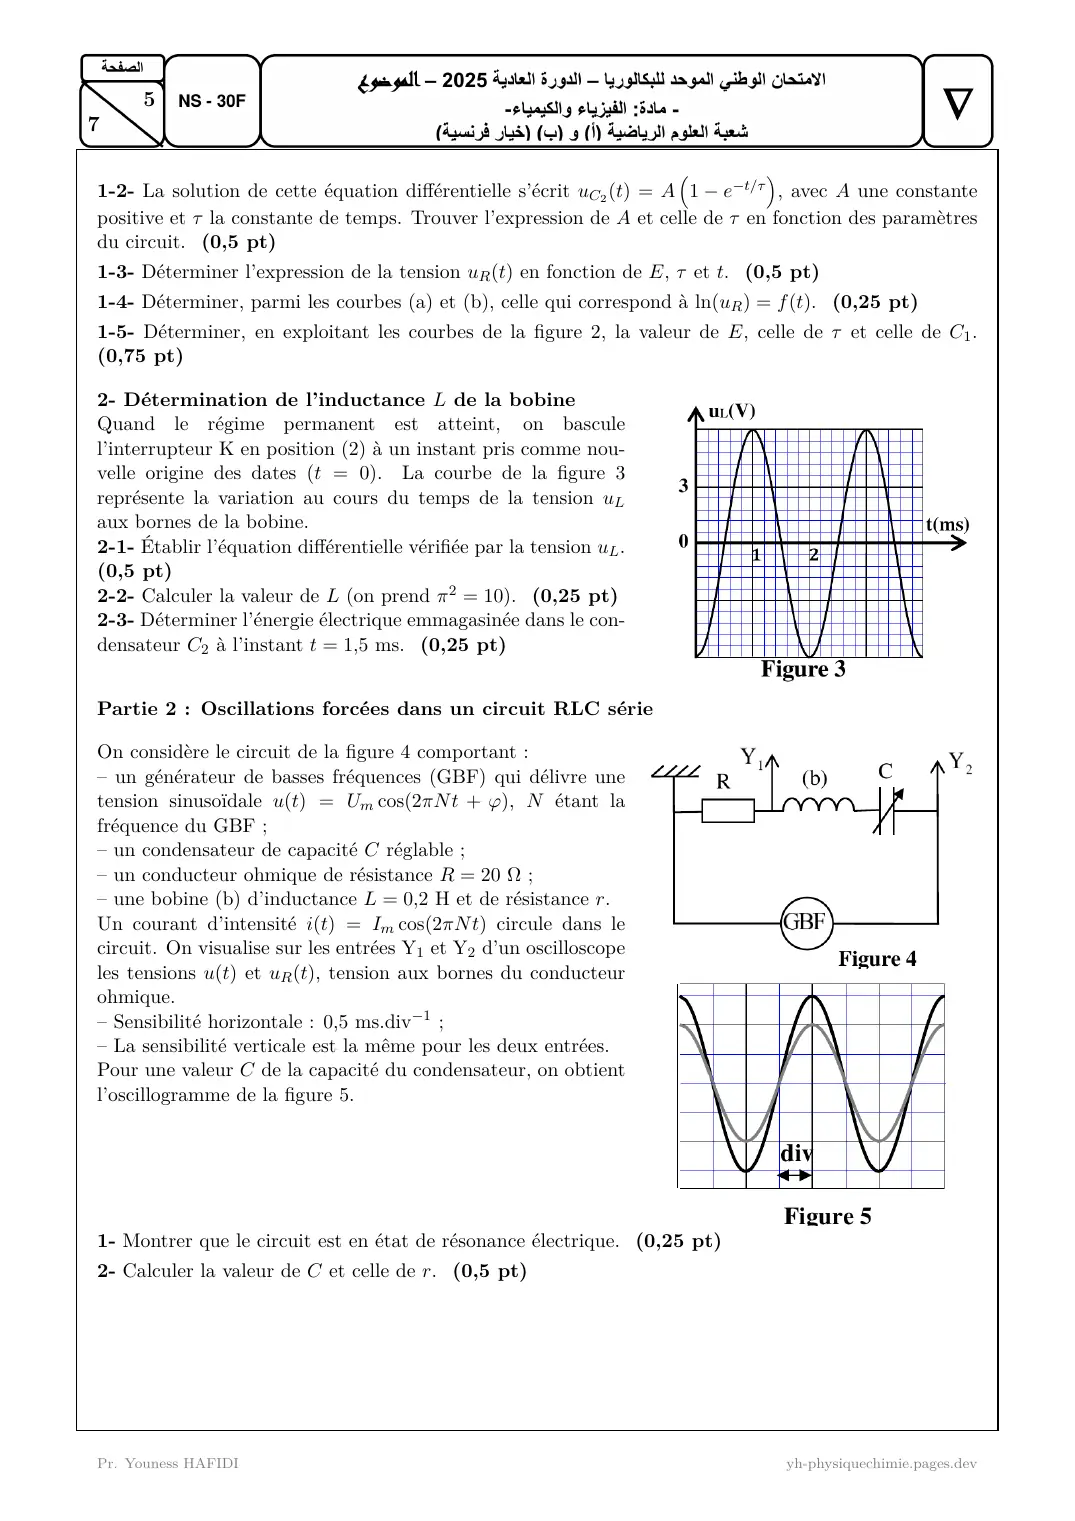 الصفحة
5
7
NS - 30F
الامتحان الوطني الموحد للبكالوريا – الدورة العادية 2025 – الموضوع
- مادة: الفيزياء والكيمياء-
شعبة العلوم الرياضية (أ) و (ب) (خيار فرنسية)
∇
1-2- La solution de cette équation différentielle s'écrit u_{C_2}(t) = A(1 − e^{−t/τ}), avec A une constante
positive et τ la constante de temps. Trouver l'expression de A et celle de τ en fonction des paramètres
du circuit. (0,5 pt)
1-3- Déterminer l'expression de la tension u_R(t) en fonction de E, τ et t. (0,5 pt)
1-4- Déterminer, parmi les courbes (a) et (b), celle qui correspond à ln(u_R) = f(t). (0,25 pt)
1-5- Déterminer, en exploitant les courbes de la figure 2, la valeur de E, celle de τ et celle de C_1.
(0,75 pt)
2- Détermination de l'inductance L de la bobine
Quand le régime permanent est atteint, on bascule
l'interrupteur K en position (2) à un instant pris comme nou-
velle origine des dates (t = 0). La courbe de la figure 3
représente la variation au cours du temps de la tension u_L
aux bornes de la bobine.
2-1- Établir l'équation différentielle vérifiée par la tension u_L.
(0,5 pt)
2-2- Calculer la valeur de L (on prend π² = 10). (0,25 pt)
2-3- Déterminer l'énergie électrique emmagasinée dans le con-
densateur C_2 à l'instant t = 1,5 ms. (0,25 pt)
u_L(V)
3
0
1
2
t(ms)
Figure 3
Partie 2 : Oscillations forcées dans un circuit RLC série
On considère le circuit de la figure 4 comportant :
– un générateur de basses fréquences (GBF) qui délivre une
tension sinusoïdale u(t) = U_m cos(2πNt + φ), N étant la
fréquence du GBF ;
– un condensateur de capacité C réglable ;
– un conducteur ohmique de résistance R = 20 Ω ;
– une bobine (b) d'inductance L = 0,2 H et de résistance r.
Un courant d'intensité i(t) = I_m cos(2πNt) circule dans le
circuit. On visualise sur les entrées Y_1 et Y_2 d'un oscilloscope
les tensions u(t) et u_R(t), tension aux bornes du conducteur
ohmique.
– Sensibilité horizontale : 0,5 ms.div⁻¹ ;
– La sensibilité verticale est la même pour les deux entrées.
Pour une valeur C de la capacité du condensateur, on obtient
l'oscillogramme de la figure 5.
Y_1
Y_2
R
(b)
C
GBF
Figure 4
div
Figure 5
1- Montrer que le circuit est en état de résonance électrique. (0,25 pt)
2- Calculer la valeur de C et celle de r. (0,5 pt)
Pr. Youness HAFIDI
yh-physiquechimie.pages.dev